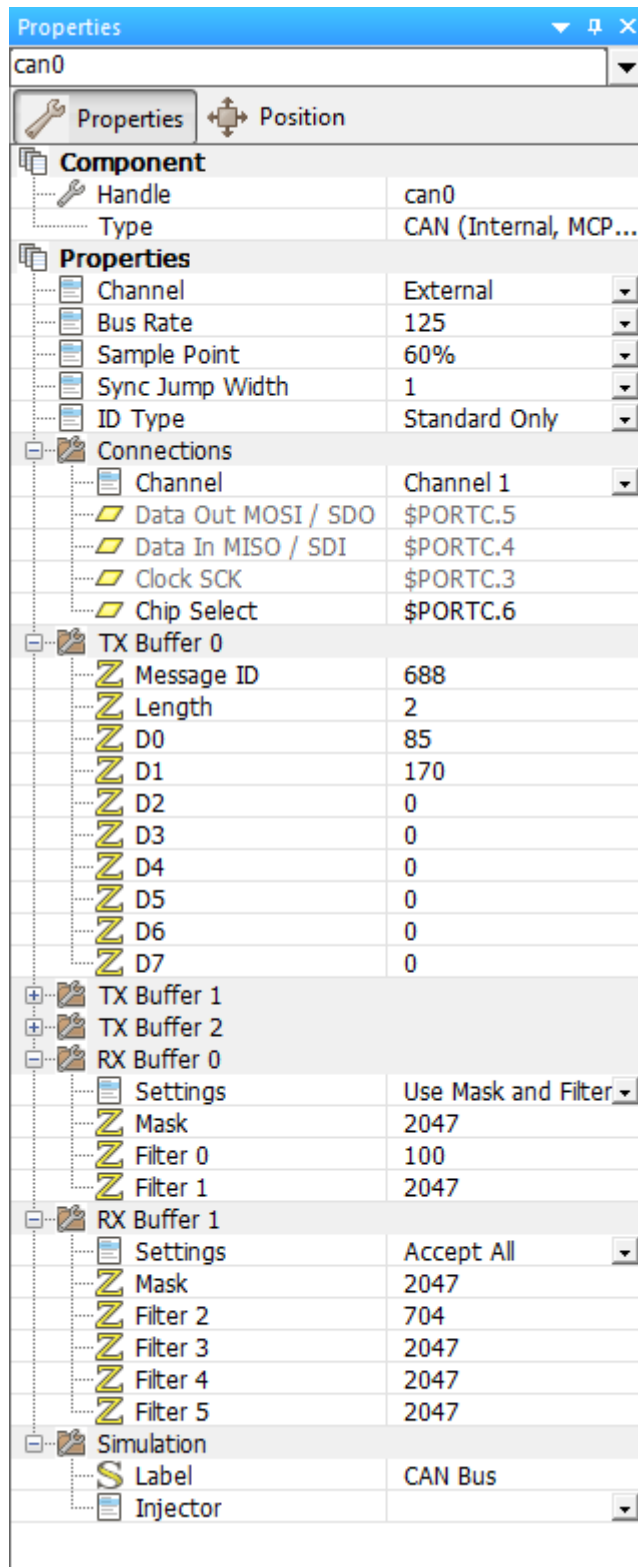 Properties
can0
Properties Position
Component
Handle can0
Type CAN (Internal, MCP...
Properties
Channel External
Bus Rate 125
Sample Point 60%
Sync Jump Width 1
ID Type Standard Only
Connections
Channel Channel 1
Data Out MOSI / SDO $PORTC.5
Data In MISO / SDI $PORTC.4
Clock SCK $PORTC.3
Chip Select $PORTC.6
TX Buffer 0
Message ID 688
Length 2
D0 85
D1 170
D2 0
D3 0
D4 0
D5 0
D6 0
D7 0
TX Buffer 1
TX Buffer 2
RX Buffer 0
Settings Use Mask and Filter
Mask 2047
Filter 0 100
Filter 1 2047
RX Buffer 1
Settings Accept All
Mask 2047
Filter 2 704
Filter 3 2047
Filter 4 2047
Filter 5 2047
Simulation
Label CAN Bus
Injector